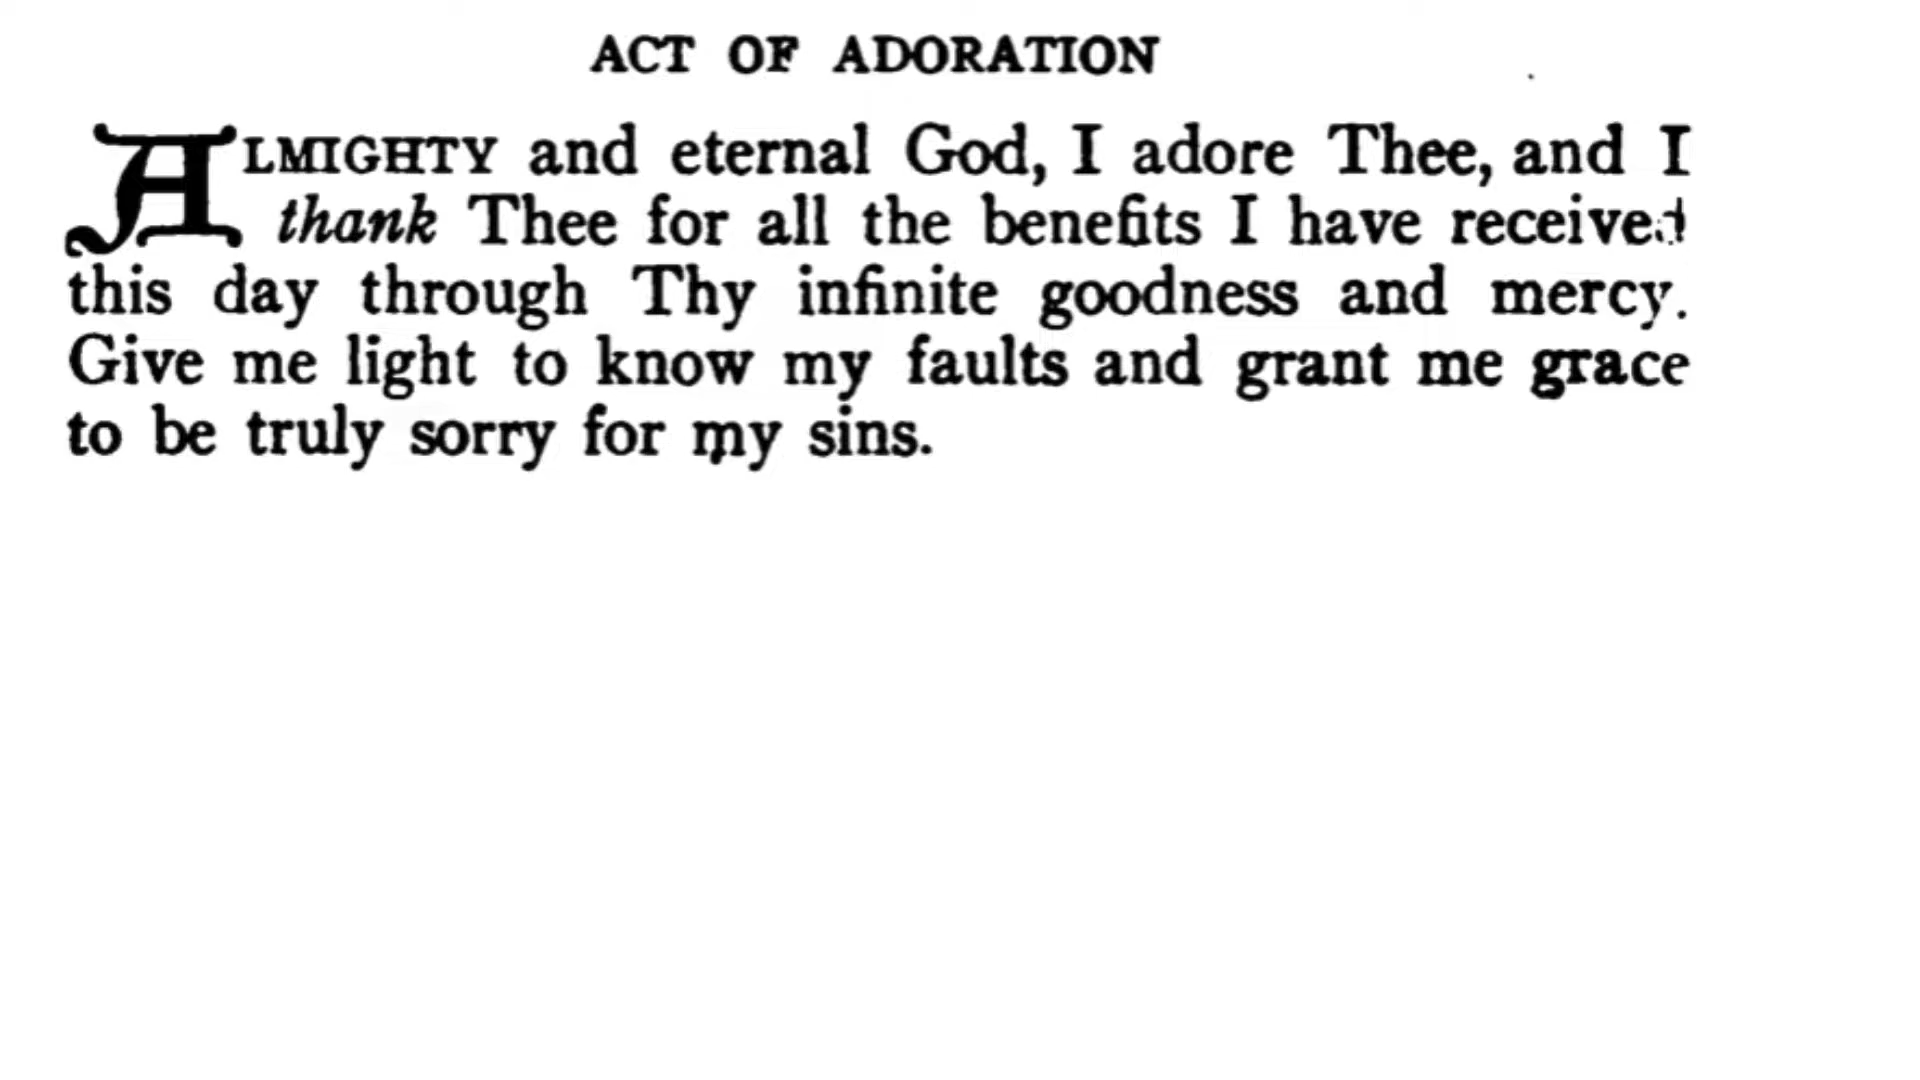 ACT OF ADORATION
ALMIGHTY and eternal God, I adore Thee, and I
thank Thee for all the benefits I have received
this day through Thy infinite goodness and mercy.
Give me light to know my faults and grant me grace
to be truly sorry for my sins.